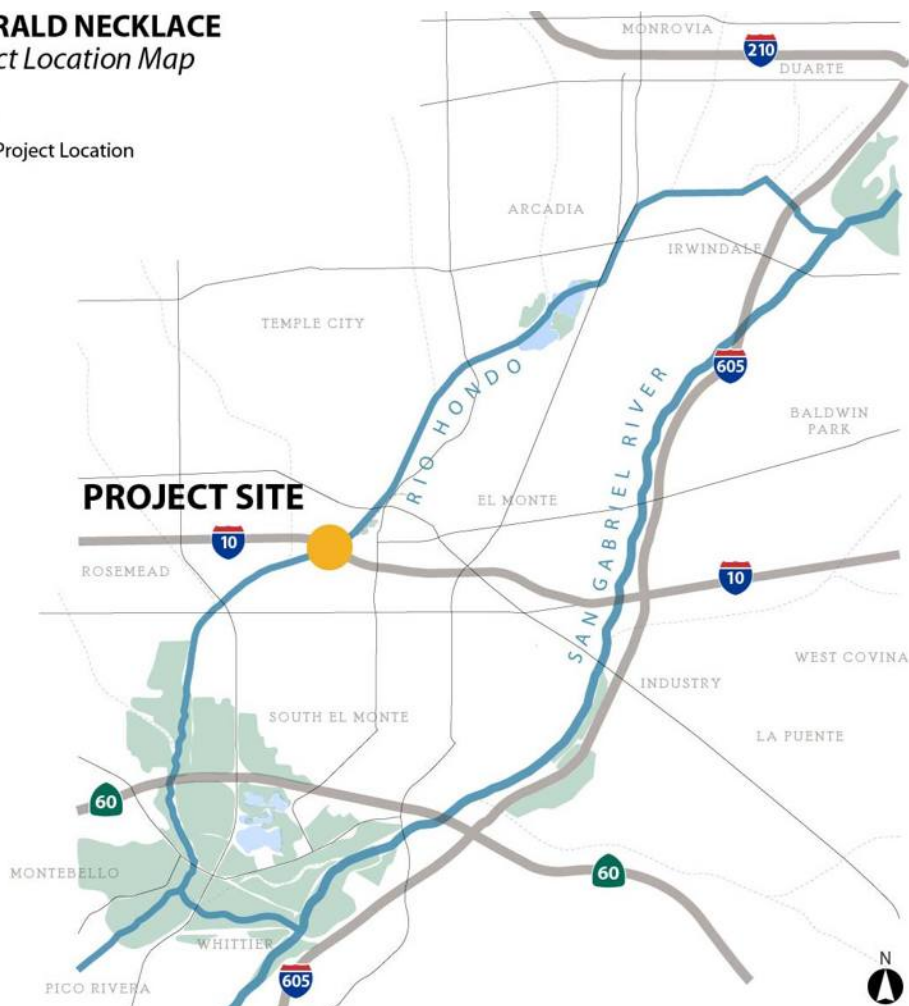 RALD NECKLACE
ct Location Map
Project Location
MONROVIA
210
DUARTE
ARCADIA
IRWINDALE
TEMPLE CITY
RIO HONDO
605
SAN GABRIEL RIVER
BALDWIN
PARK
PROJECT SITE
EL MONTE
10
ROSEMEAD
10
WEST COVINA
INDUSTRY
SOUTH EL MONTE
LA PUENTE
60
MONTEBELLO
60
WHITTIER
N
605
PICO RIVERA